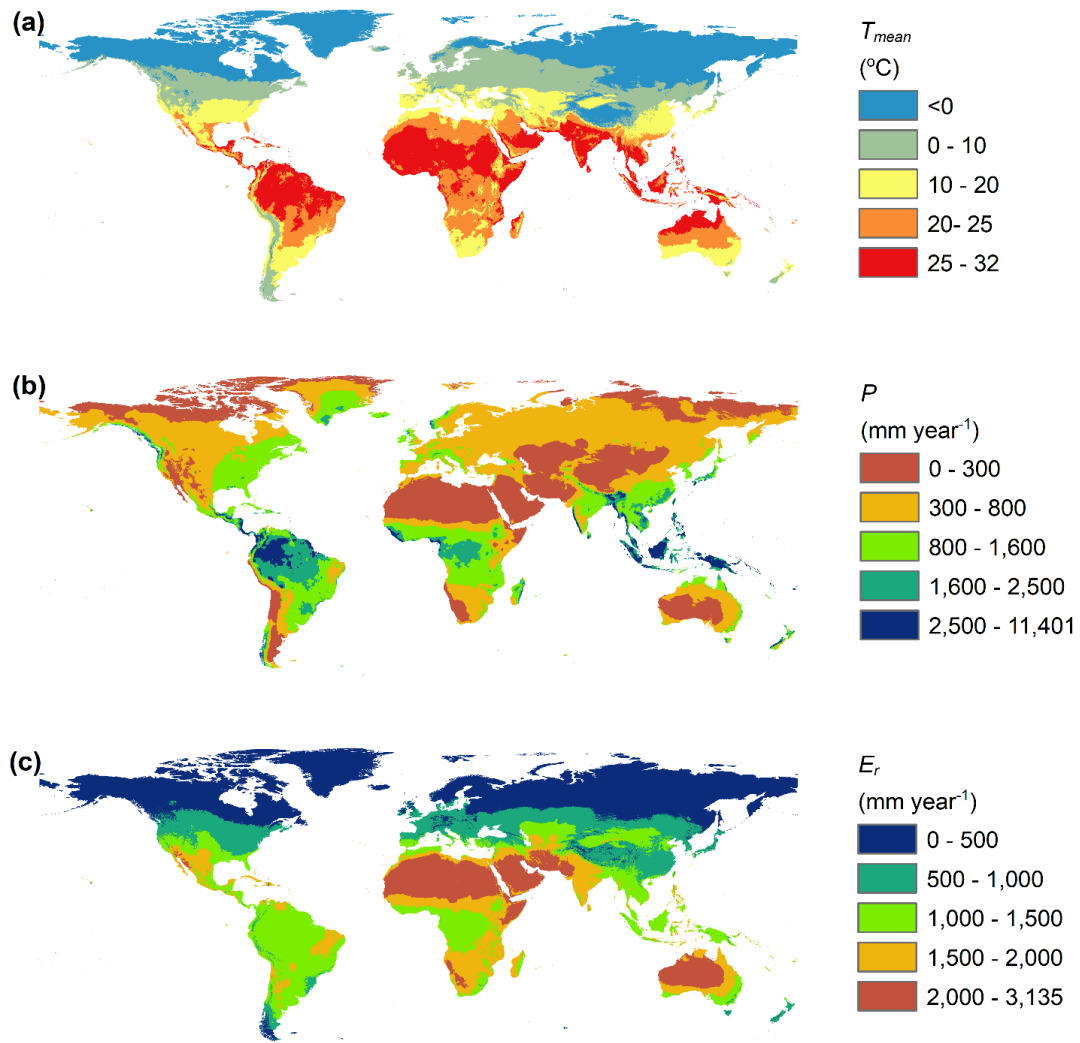 (a)
Tmean
(ºC)
<0
0 - 10
10 - 20
20- 25
25 - 32
(b)
P
(mm year-1)
0 - 300
300 - 800
800 - 1,600
1,600 - 2,500
2,500 - 11,401
(c)
Er
(mm year-1)
0 - 500
500 - 1,000
1,000 - 1,500
1,500 - 2,000
2,000 - 3,135